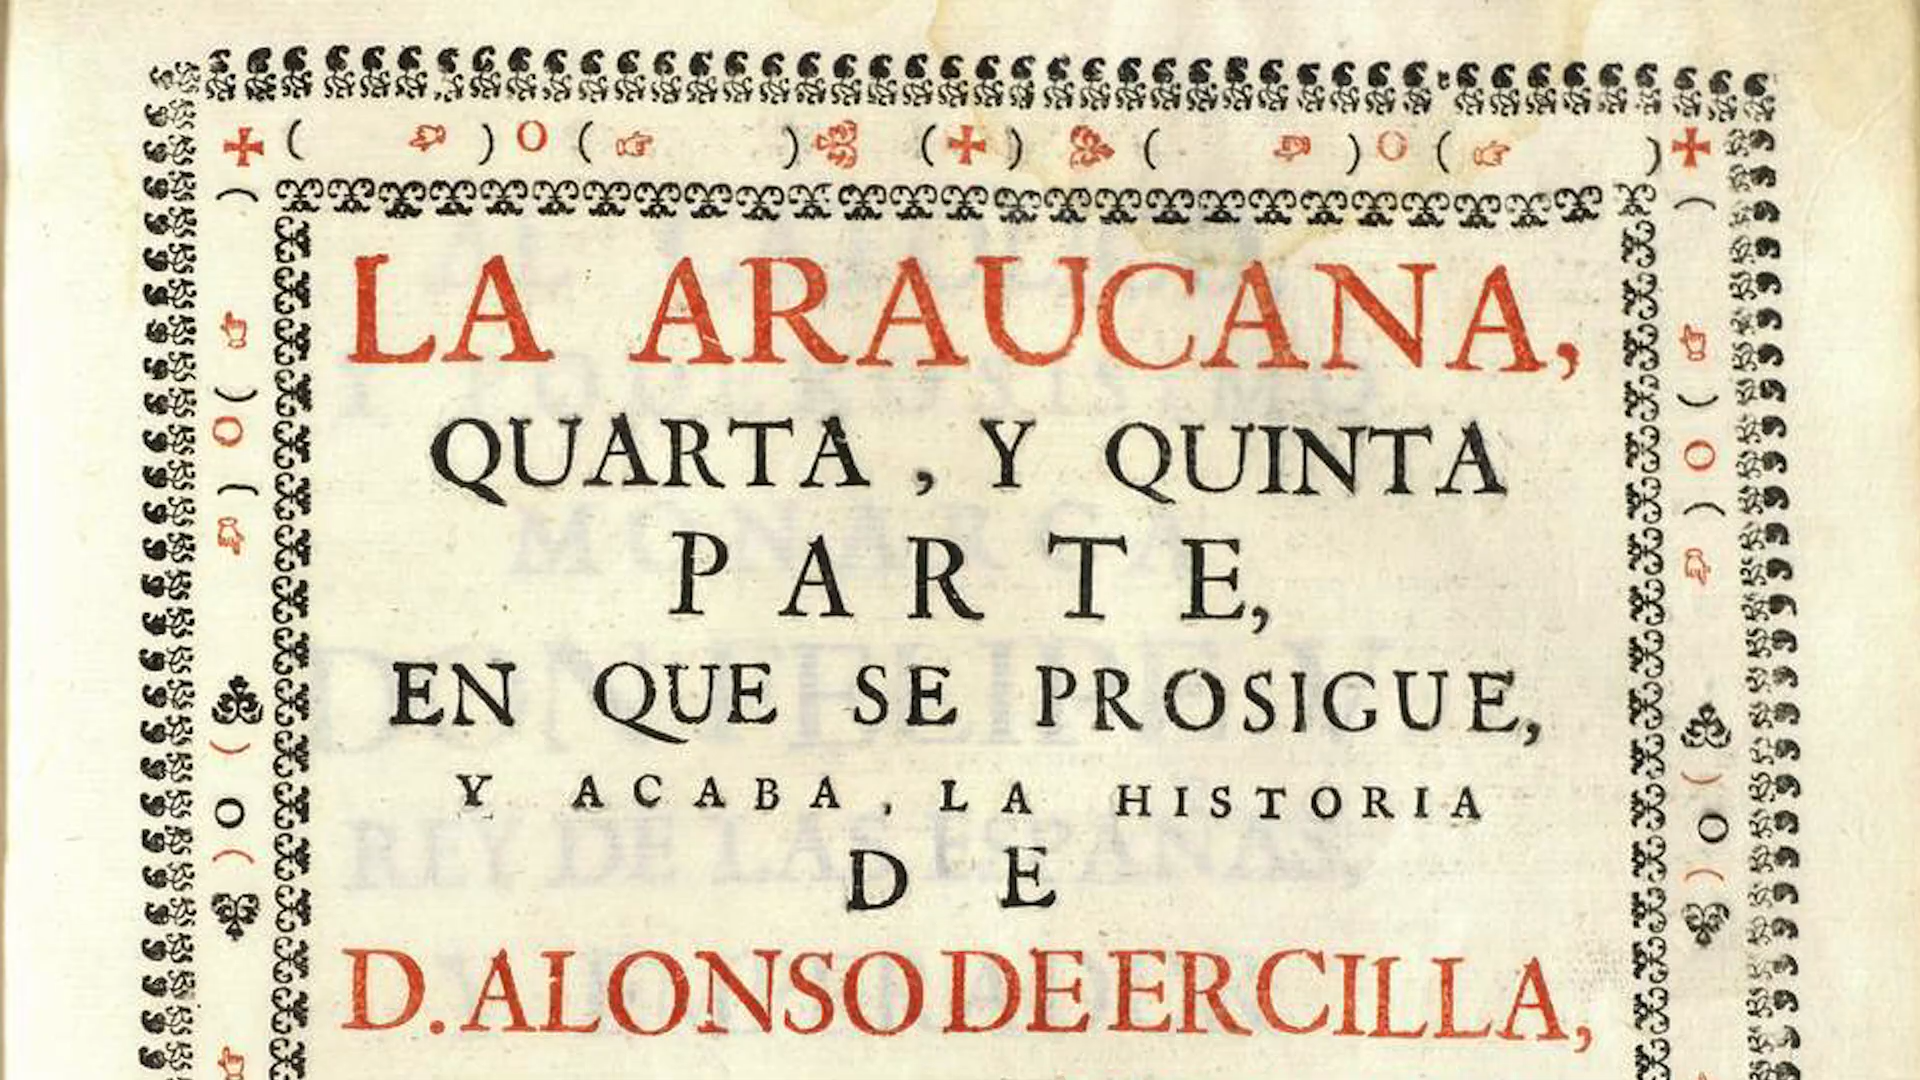 LA ARAUCANA,
QUARTA, Y QUINTA
PARTE,
EN QUE SE PROSIGUE,
Y ACABA, LA HISTORIA
DE
D. ALONSO DE ERCILLA,